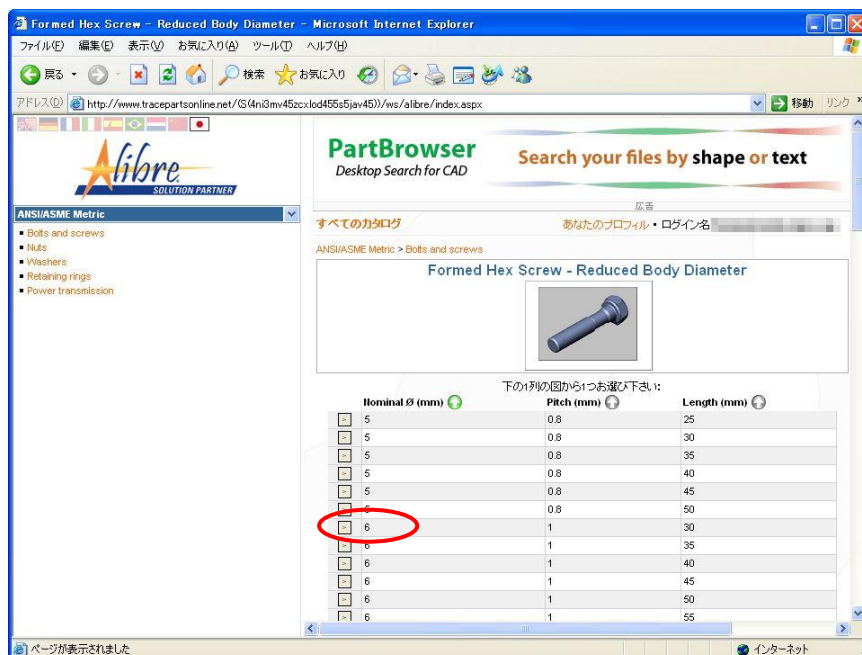 Formed Hex Screw - Reduced Body Diameter - Microsoft Internet Explorer
ファイル(F) 編集(E) 表示(V) お気に入り(A) ツール(T) ヘルプ(H)
戻る 検索 お気に入り
アドレス(D) http://www.tracepartsonline.net/(S(4ni3mv45zcxlod455s5jav45))/ws/alibre/index.aspx 移動 リンク »
Alibre
SOLUTION PARTNER
PartBrowser
Desktop Search for CAD
Search your files by shape or text
広告
ANSI/ASME Metric
Bolts and screws
Nuts
Washers
Retaining rings
Power transmission
すべてのカタログ
あなたのプロフィル・ログイン名
ANSI/ASME Metric > Bolts and screws
Formed Hex Screw - Reduced Body Diameter
下の1列の図から1つお選び下さい:
Nominal Ø (mm) Pitch (mm) Length (mm)
> 5 0.8 25
> 5 0.8 30
> 5 0.8 35
> 5 0.8 40
> 5 0.8 45
> 5 0.8 50
> 6 1 30
> 6 1 35
> 6 1 40
> 6 1 45
> 6 1 50
> 6 1 55
ページが表示されました インターネット